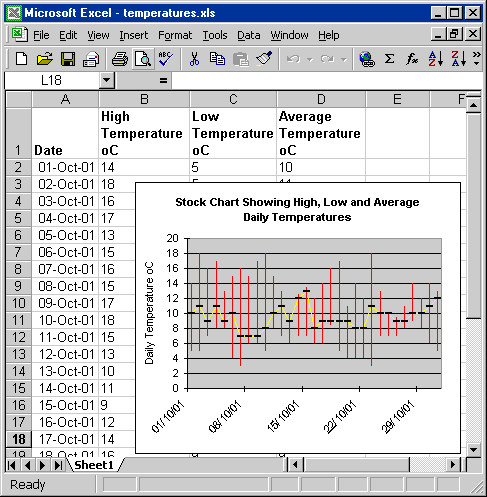 Microsoft Excel - temperatures.xls
File Edit View Insert Format Tools Data Window Help
L18 =
A B C D E F
High Low Average
Temperature Temperature Temperature
1 Date oC oC oC
2 01-Oct-01 14 5 10
3 02-Oct-01 18
4 03-Oct-01 16
5 04-Oct-01 17
6 05-Oct-01 13
7 06-Oct-01 15
8 07-Oct-01 16
9 08-Oct-01 15
10 09-Oct-01 17
11 10-Oct-01 18
12 11-Oct-01 15
13 12-Oct-01 13
14 13-Oct-01 10
15 14-Oct-01 11
16 15-Oct-01 9
17 16-Oct-01 12
18 17-Oct-01 14
Stock Chart Showing High, Low and Average
Daily Temperatures
Daily Temperature oC
20
18
16
14
12
10
8
6
4
2
0
01/10/01 08/10/01 15/10/01 22/10/01 29/10/01
Sheet1
Ready